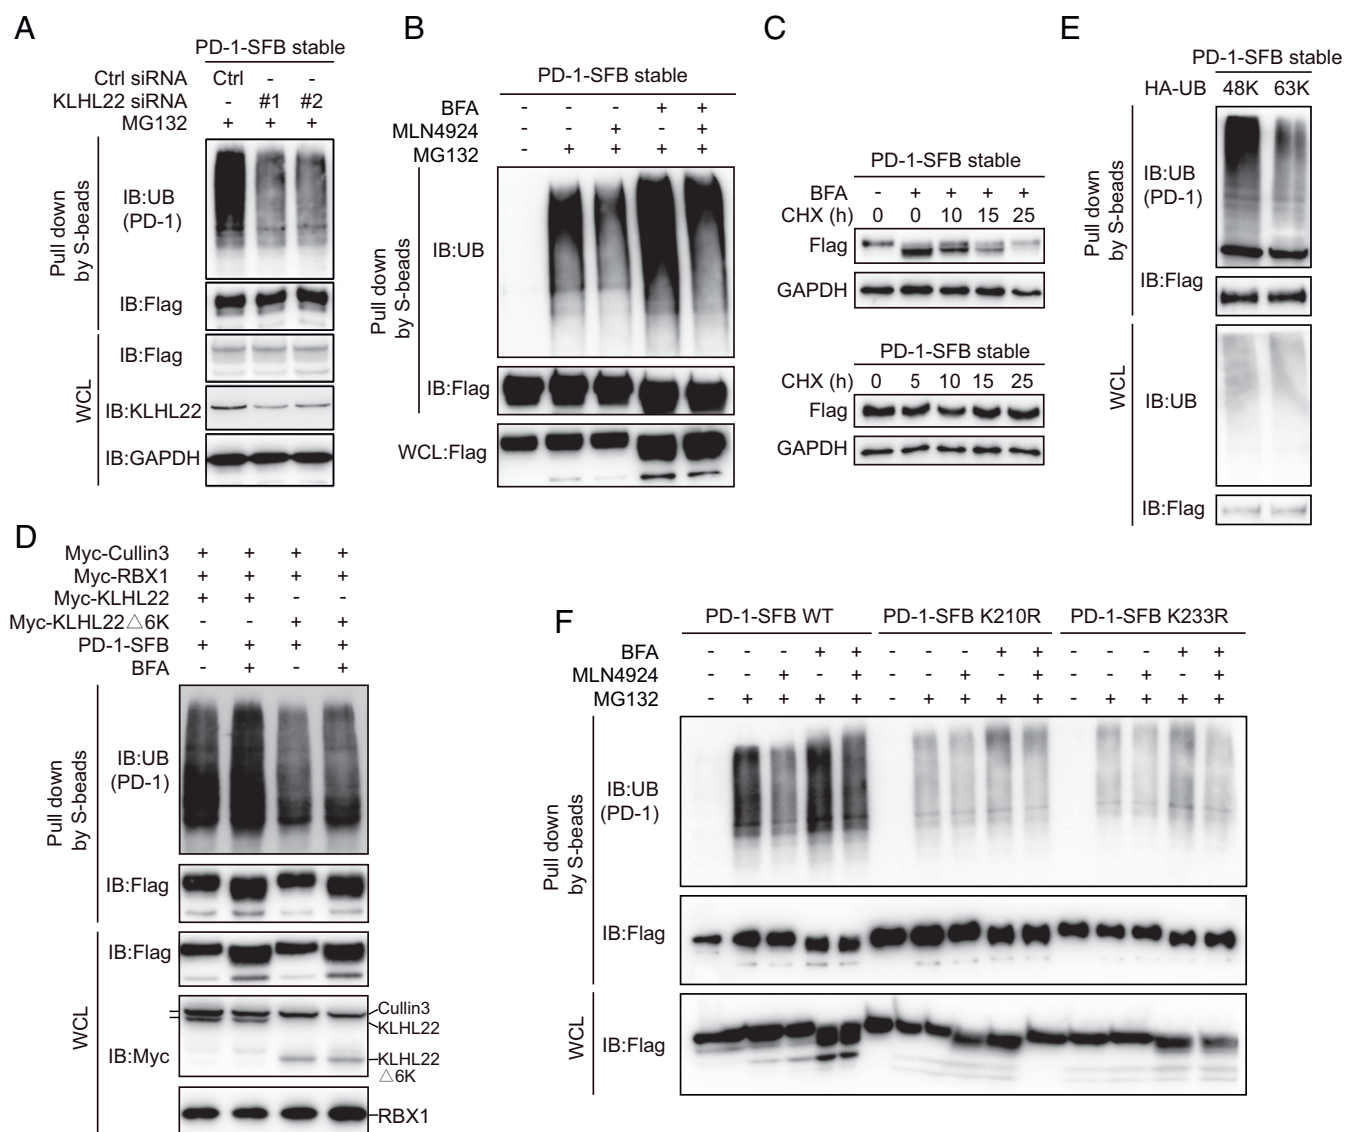 A
PD-1-SFB stable
Ctrl siRNA Ctrl - -
KLHL22 siRNA - #1 #2
MG132 + + +
Pull down
by S-beads
IB:UB
(PD-1)
IB:Flag
WCL
IB:Flag
IB:KLHL22
IB:GAPDH
B
PD-1-SFB stable
BFA - - - + +
MLN4924 - - + - +
MG132 - + + + +
Pull down
by S-beads
IB:UB
IB:Flag
WCL:Flag
C
PD-1-SFB stable
BFA - + + + +
CHX (h) 0 0 10 15 25
Flag
GAPDH
PD-1-SFB stable
CHX (h) 0 5 10 15 25
Flag
GAPDH
E
PD-1-SFB stable
HA-UB 48K 63K
Pull down
by S-beads
IB:UB
(PD-1)
IB:Flag
WCL
IB:UB
IB:Flag
D
Myc-Cullin3 + + + +
Myc-RBX1 + + + +
Myc-KLHL22 + + - -
Myc-KLHL22△6K - - + +
PD-1-SFB + + + +
BFA - + - +
Pull down
by S-beads
IB:UB
(PD-1)
IB:Flag
WCL
IB:Flag
IB:Myc
Cullin3
KLHL22
KLHL22
△6K
RBX1
F
PD-1-SFB WT PD-1-SFB K210R PD-1-SFB K233R
BFA - - - + + - - - + + - - - + +
MLN4924 - - + - + - - + - + - - + - +
MG132 - + + + + - + + + + - + + + +
Pull down
by S-beads
IB:UB
(PD-1)
IB:Flag
WCL
IB:Flag